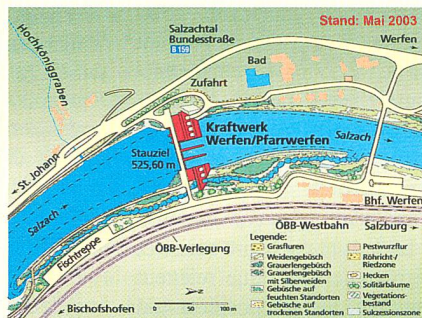 Stand: Mai 2003
Salzachtal
Bundesstraße
B 159
Werfen
Hochköniggraben
Bad
Zufahrt
Kraftwerk
Werfen/Pfarrwerfen
Salzach
Stauziel
525,60 m
St. Johann
Salzach
Fischtreppe
Bhf. Werfen
ÖBB-Verlegung
ÖBB-Westbahn
Salzburg
Bischofshofen
N
0 50 100 m
Legende:
Grasfluren
Weidengebüsch
Grauerlengebüsch
Grauerlengebüsch
mit Silberweiden
Gebüsche auf
feuchten Standorten
Gebüsche auf
trockenen Standorten
Pestwurzflur
Röhricht-/
Riedzone
Hecken
Solitärbäume
Vegetations-
bestand
Sukzessionszone